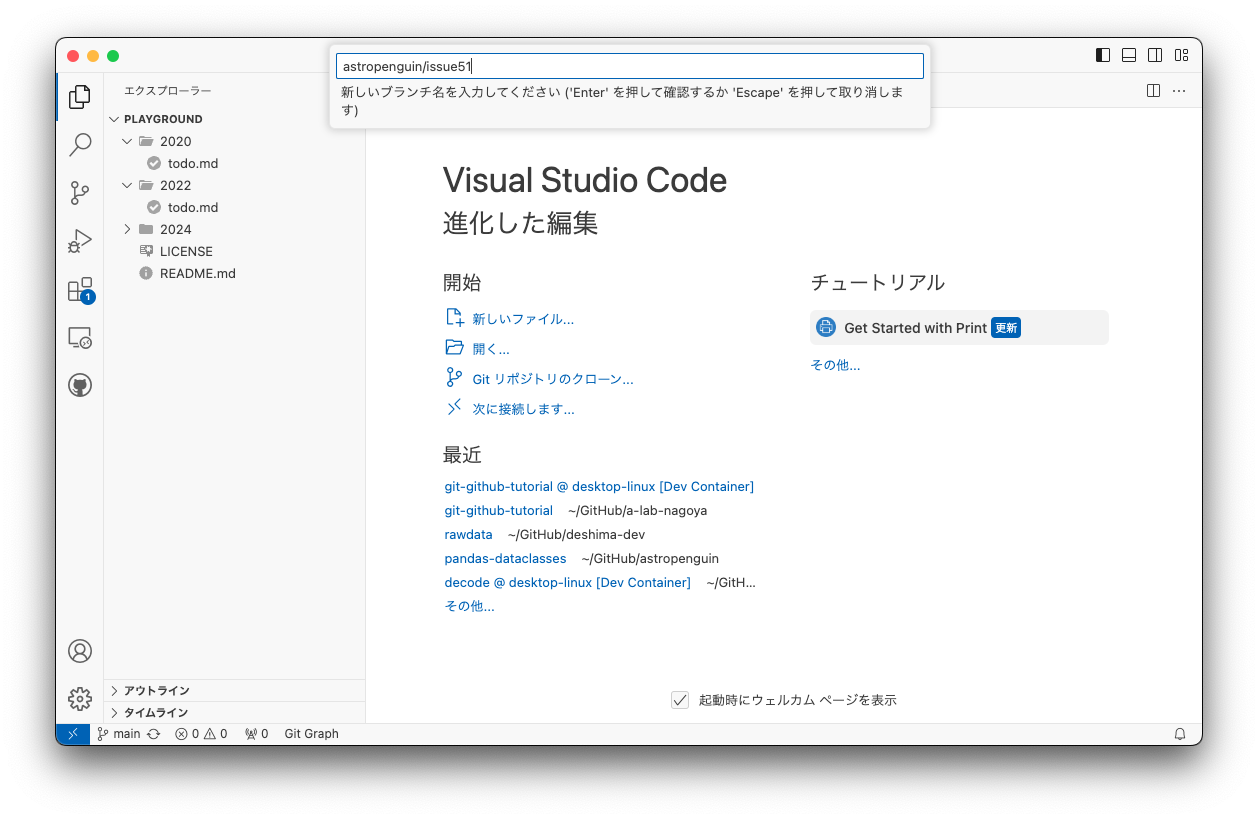 astropenguin/issue51
新しいブランチ名を入力してください ('Enter' を押して確認するか 'Escape' を押して取り消しま
す)
エクスプローラー
PLAYGROUND
2020
todo.md
2022
todo.md
2024
LICENSE
README.md
アウトライン
タイムライン
1
Visual Studio Code
進化した編集
開始
新しいファイル...
開く...
Git リポジトリのクローン...
次に接続します...
最近
git-github-tutorial @ desktop-linux [Dev Container]
git-github-tutorial ~/GitHub/a-lab-nagoya
rawdata ~/GitHub/deshima-dev
pandas-dataclasses ~/GitHub/astropenguin
decode @ desktop-linux [Dev Container] ~/GitH...
その他...
チュートリアル
Get Started with Print 更新
その他...
起動時にウェルカム ページを表示
main 0 0 0 Git Graph